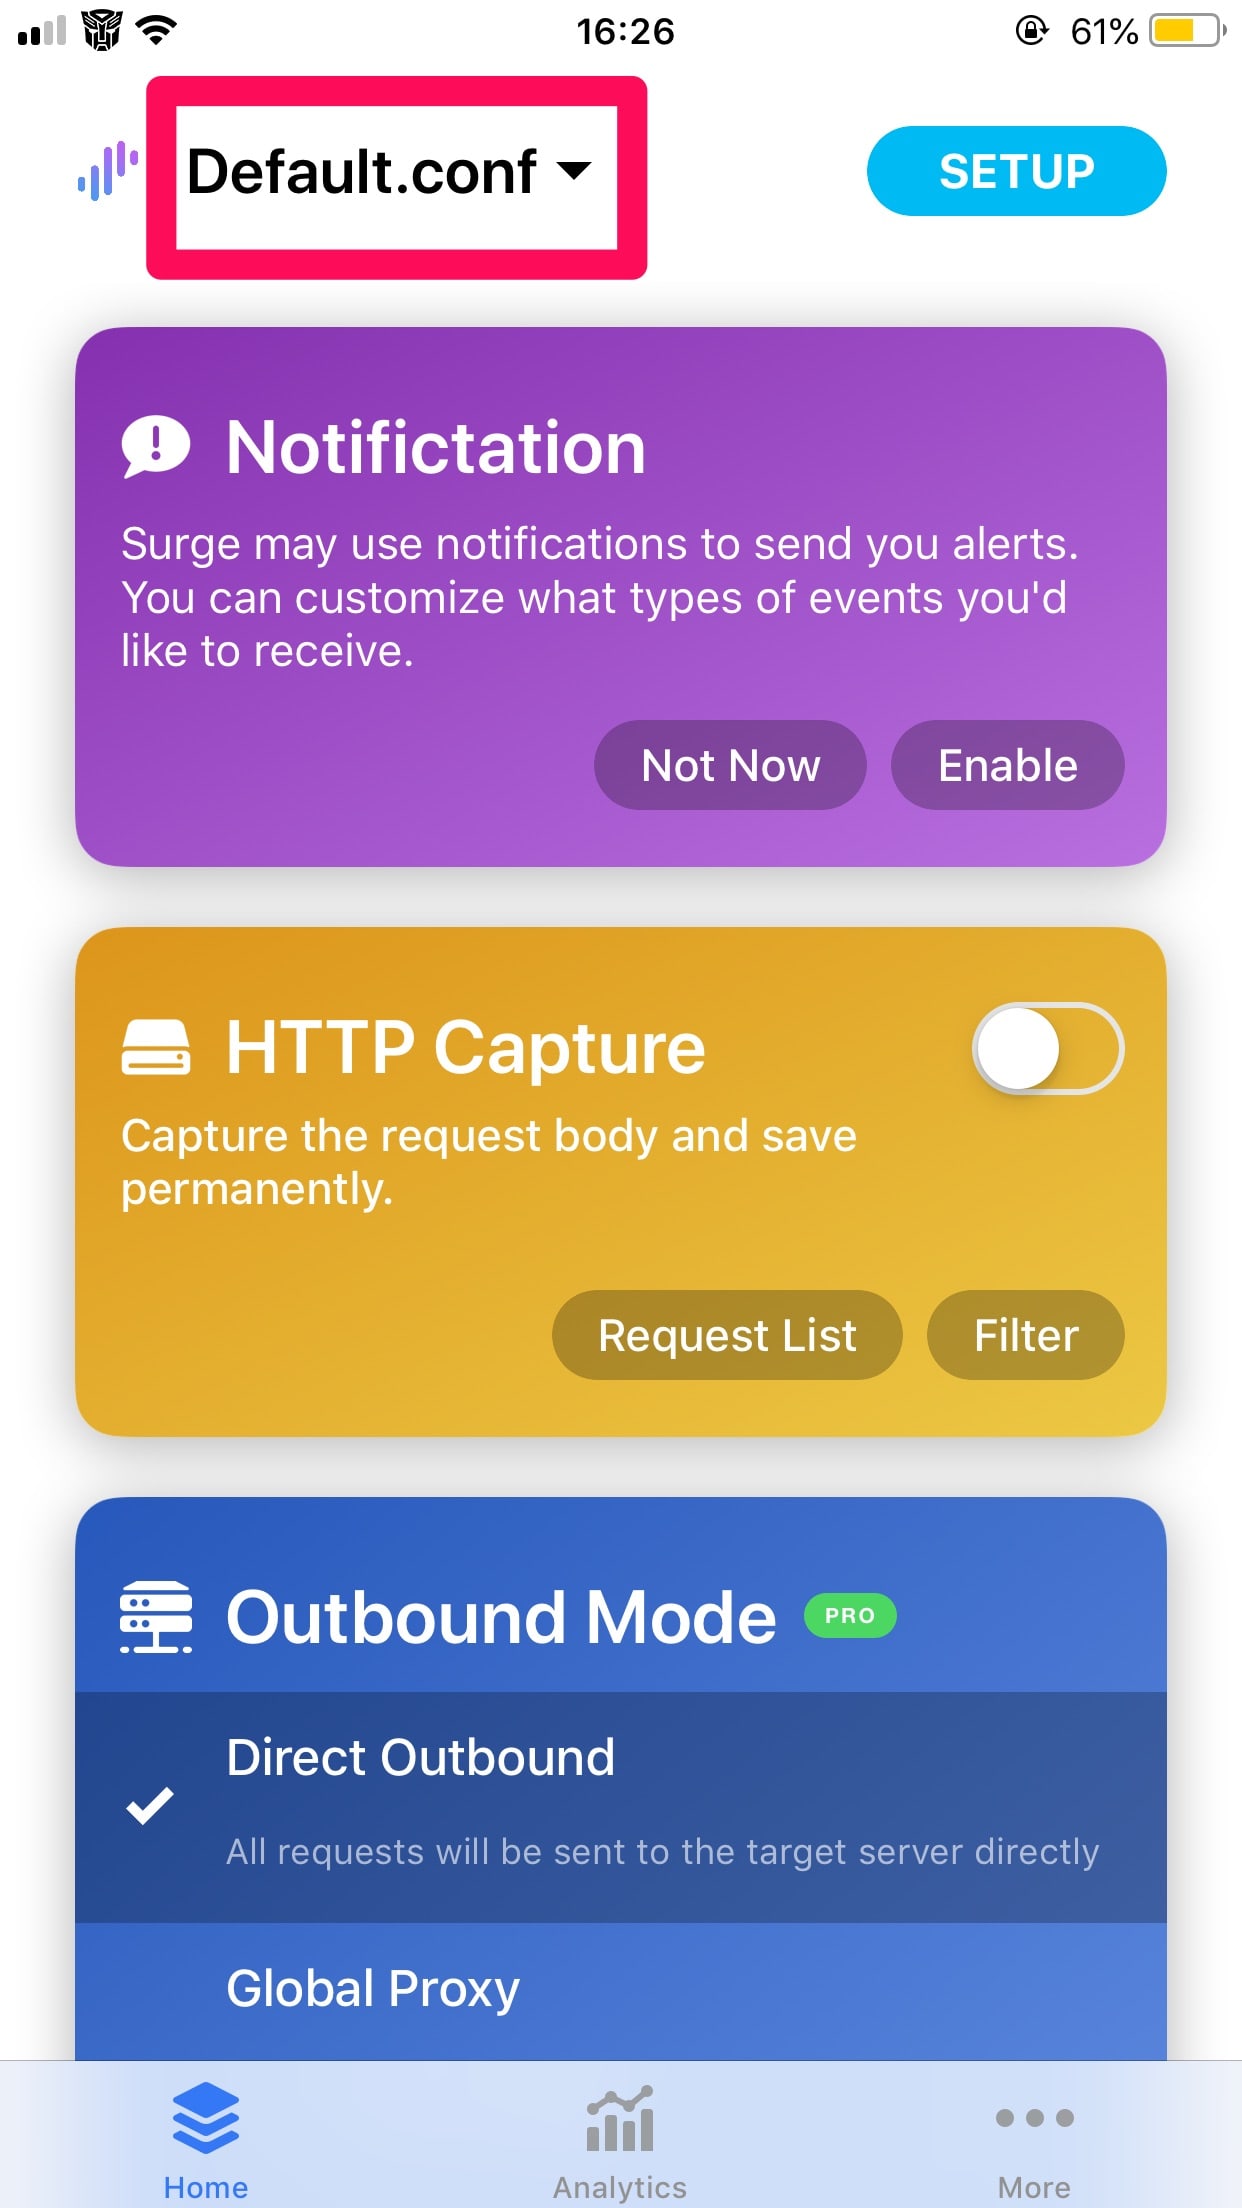 16:26
61%
Default.conf
SETUP
Notifictation
Surge may use notifications to send you alerts.
You can customize what types of events you'd
like to receive.
Not Now
Enable
HTTP Capture
Capture the request body and save
permanently.
Request List
Filter
Outbound Mode
PRO
Direct Outbound
All requests will be sent to the target server directly
Global Proxy
Home
Analytics
More